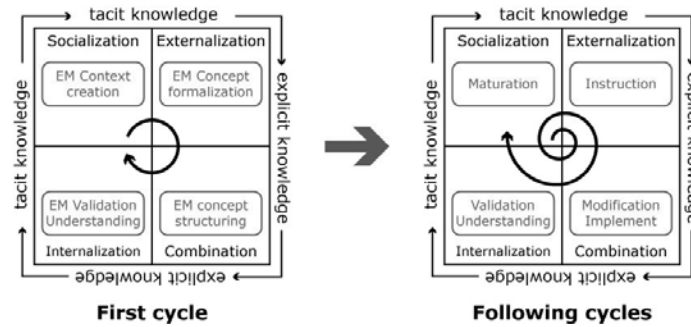 tacit knowledge
Socialization Externalization
EM Context
creation
EM Concept
formalization
tacit knowledge
explicit knowledge
EM Validation
Understanding
EM concept
structuring
Internalization Combination
explicit knowledge
First cycle
tacit knowledge
Socialization Externalization
Maturation
Instruction
tacit knowledge
explicit knowledge
Validation
Understanding
Modification
Implement
Internalization Combination
explicit knowledge
Following cycles